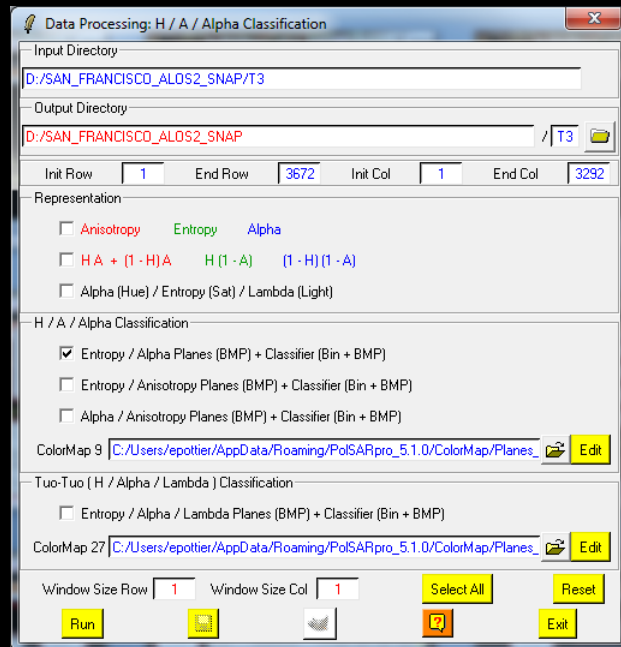 Data Processing: H / A / Alpha Classification
Input Directory
D:/SAN_FRANCISCO_ALOS2_SNAP/T3
Output Directory
D:/SAN_FRANCISCO_ALOS2_SNAP / T3
Init Row 1 End Row 3672 Init Col 1 End Col 3292
Representation
Anisotropy Entropy Alpha
H A + (1 - H) A H (1 - A) (1 - H) (1 - A)
Alpha (Hue) / Entropy (Sat) / Lambda (Light)
H / A / Alpha Classification
Entropy / Alpha Planes (BMP) + Classifier (Bin + BMP)
Entropy / Anisotropy Planes (BMP) + Classifier (Bin + BMP)
Alpha / Anisotropy Planes (BMP) + Classifier (Bin + BMP)
ColorMap 9 C:/Users/epottier/AppData/Roaming/PolSARpro_5.1.0/ColorMap/Planes_ Edit
Tuo-Tuo ( H / Alpha / Lambda ) Classification
Entropy / Alpha / Lambda Planes (BMP) + Classifier (Bin + BMP)
ColorMap 27 C:/Users/epottier/AppData/Roaming/PolSARpro_5.1.0/ColorMap/Planes_ Edit
Window Size Row 1 Window Size Col 1 Select All Reset
Run ? Exit